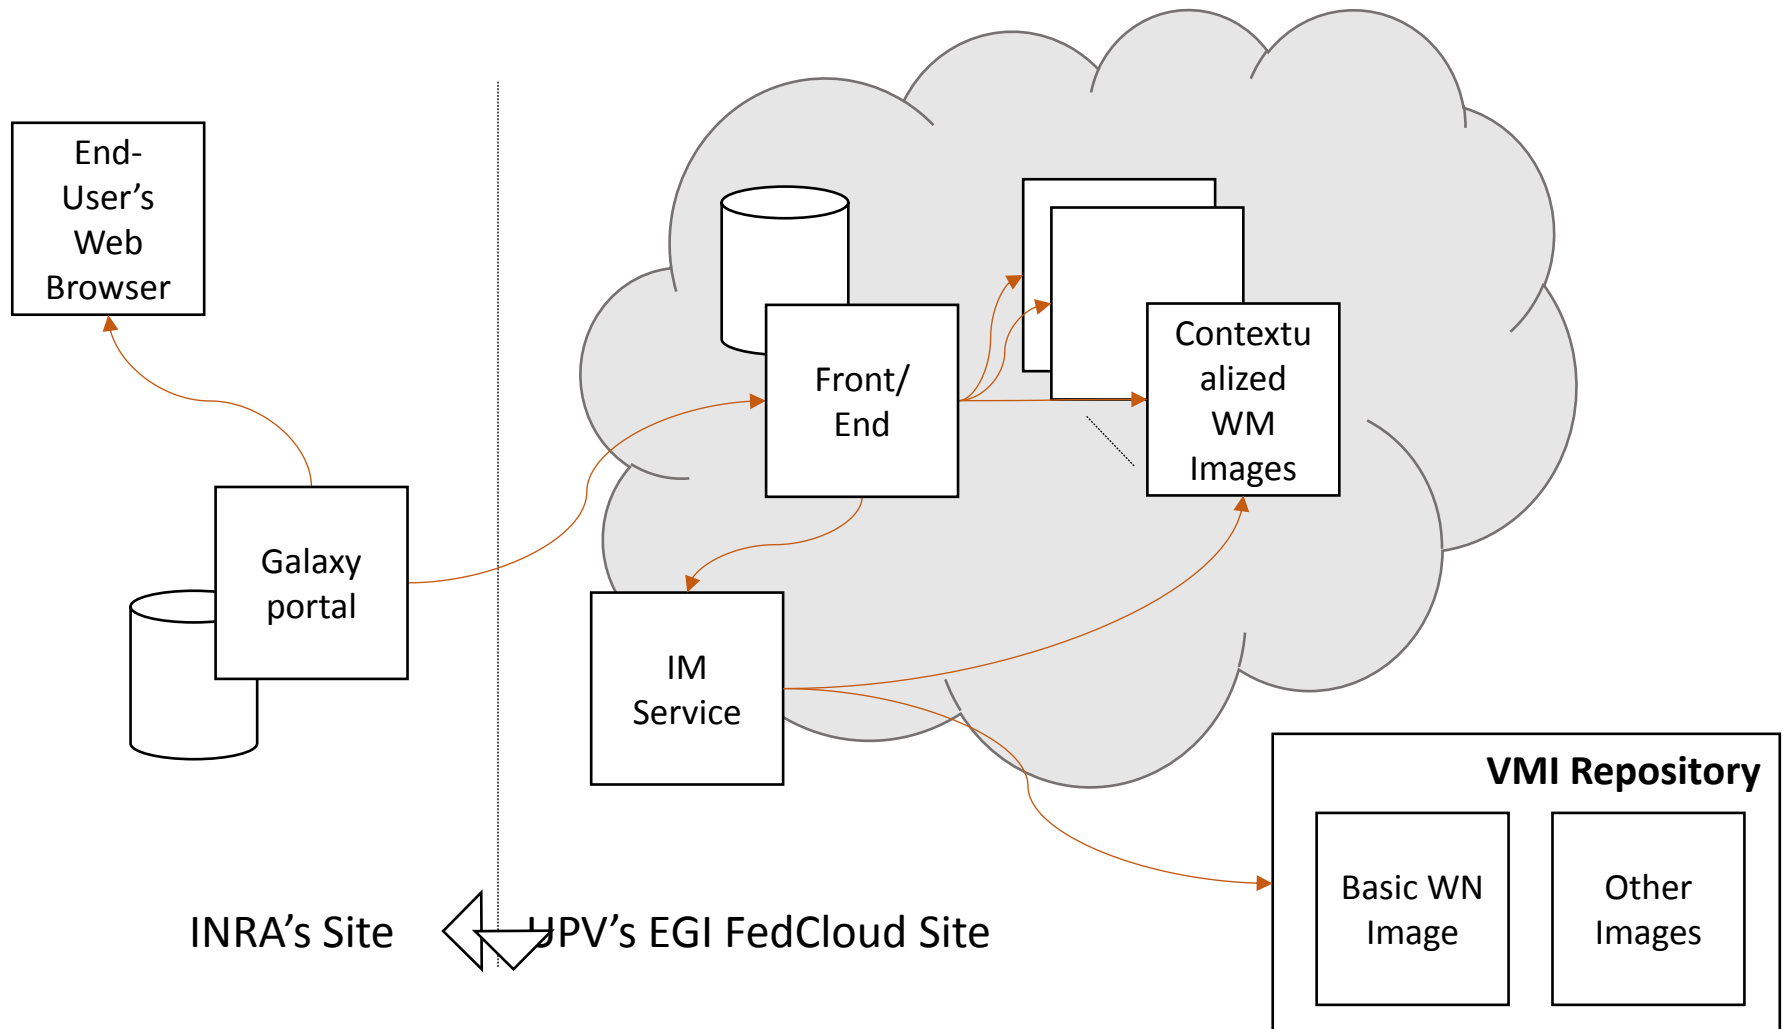 End-
User’s
Web
Browser
Galaxy
portal
Front/
End
Contextu
alized
WM
Images
IM
Service
VMI Repository
Basic WN
Image
Other
Images
INRA’s Site
UPV’s EGI FedCloud Site